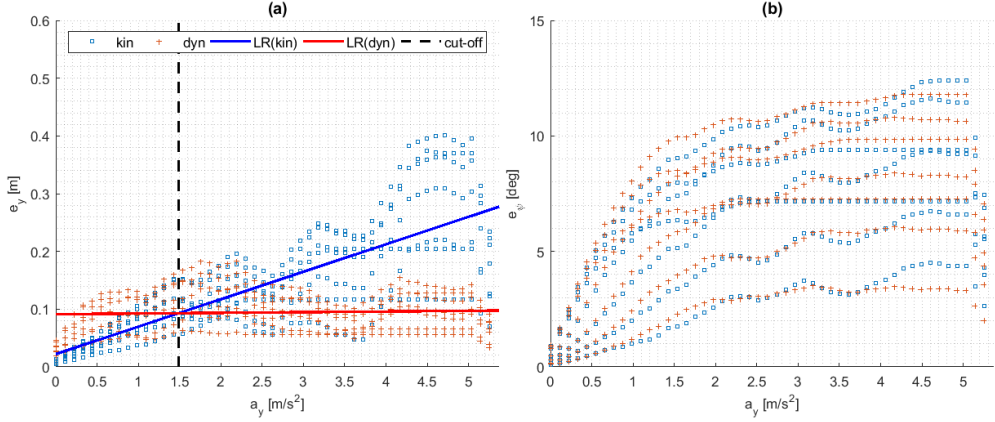 (a)
0.6
0.5
0.4
0.3
0.2
0.1
0
e_y [m]
kin dyn LR(kin) LR(dyn) cut-off
0 0.5 1 1.5 2 2.5 3 3.5 4 4.5 5
a_y [m/s²]
(b)
15
10
5
0
e_ψ [deg]
0 0.5 1 1.5 2 2.5 3 3.5 4 4.5 5
a_y [m/s²]